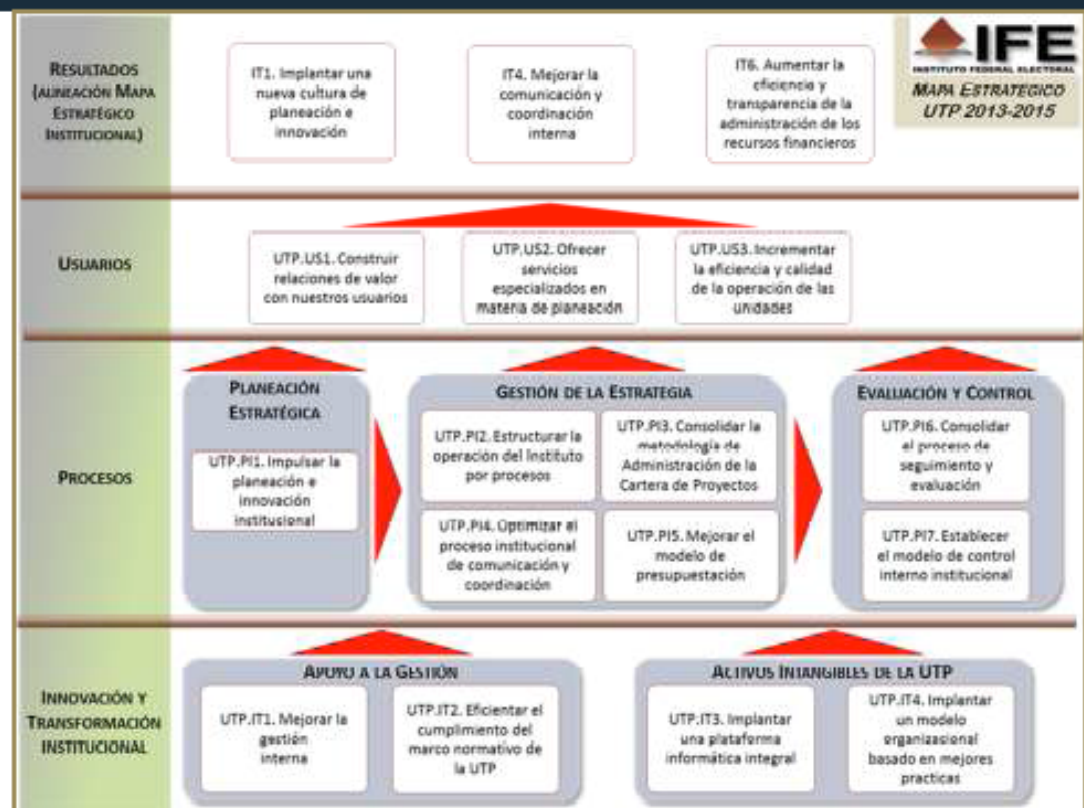 RESULTADOS
(ALINEACIÓN MAPA
ESTRATÉGICO
INSTITUCIONAL)
IT1. Implantar una
nueva cultura de
planeación e
innovación
IT4. Mejorar la
comunicación y
coordinación
interna
IT6. Aumentar la
eficiencia y
transparencia de la
administración de los
recursos financieros
IFE
INSTITUTO FEDERAL ELECTORAL
MAPA ESTRATEGICO
UTP 2013-2015
USUARIOS
UTP.US1. Construir
relaciones de valor
con nuestros usuarios
UTP.US2. Ofrecer
servicios
especializados en
materia de planeación
UTP.US3. Incrementar
la eficiencia y calidad
de la operación de las
unidades
PROCESOS
PLANEACIÓN
ESTRATÉGICA
UTP.PI1. Impulsar la
planeación e
innovación
institucional
GESTIÓN DE LA ESTRATEGIA
UTP.PI2. Estructurar la
operación del Instituto
por procesos
UTP.PI3. Consolidar la
metodología de
Administración de la
Cartera de Proyectos
UTP.PI4. Optimizar el
proceso institucional
de comunicación y
coordinación
UTP.PI5. Mejorar el
modelo de
presupuestación
EVALUACIÓN Y CONTROL
UTP.PI6. Consolidar
el proceso de
seguimiento y
evaluación
UTP.PI7. Establecer
el modelo de control
interno institucional
INNOVACIÓN Y
TRANSFORMACIÓN
INSTITUCIONAL
APOYO A LA GESTIÓN
UTP.IT1. Mejorar la
gestión
interna
UTP.IT2. Eficientar el
cumplimiento del
marco normativo de
la UTP
ACTIVOS INTANGIBLES DE LA UTP
UTP.IT3. Implantar
una plataforma
informática integral
UTP.IT4. Implantar
un modelo
organizasional
basado en mejores
practicas